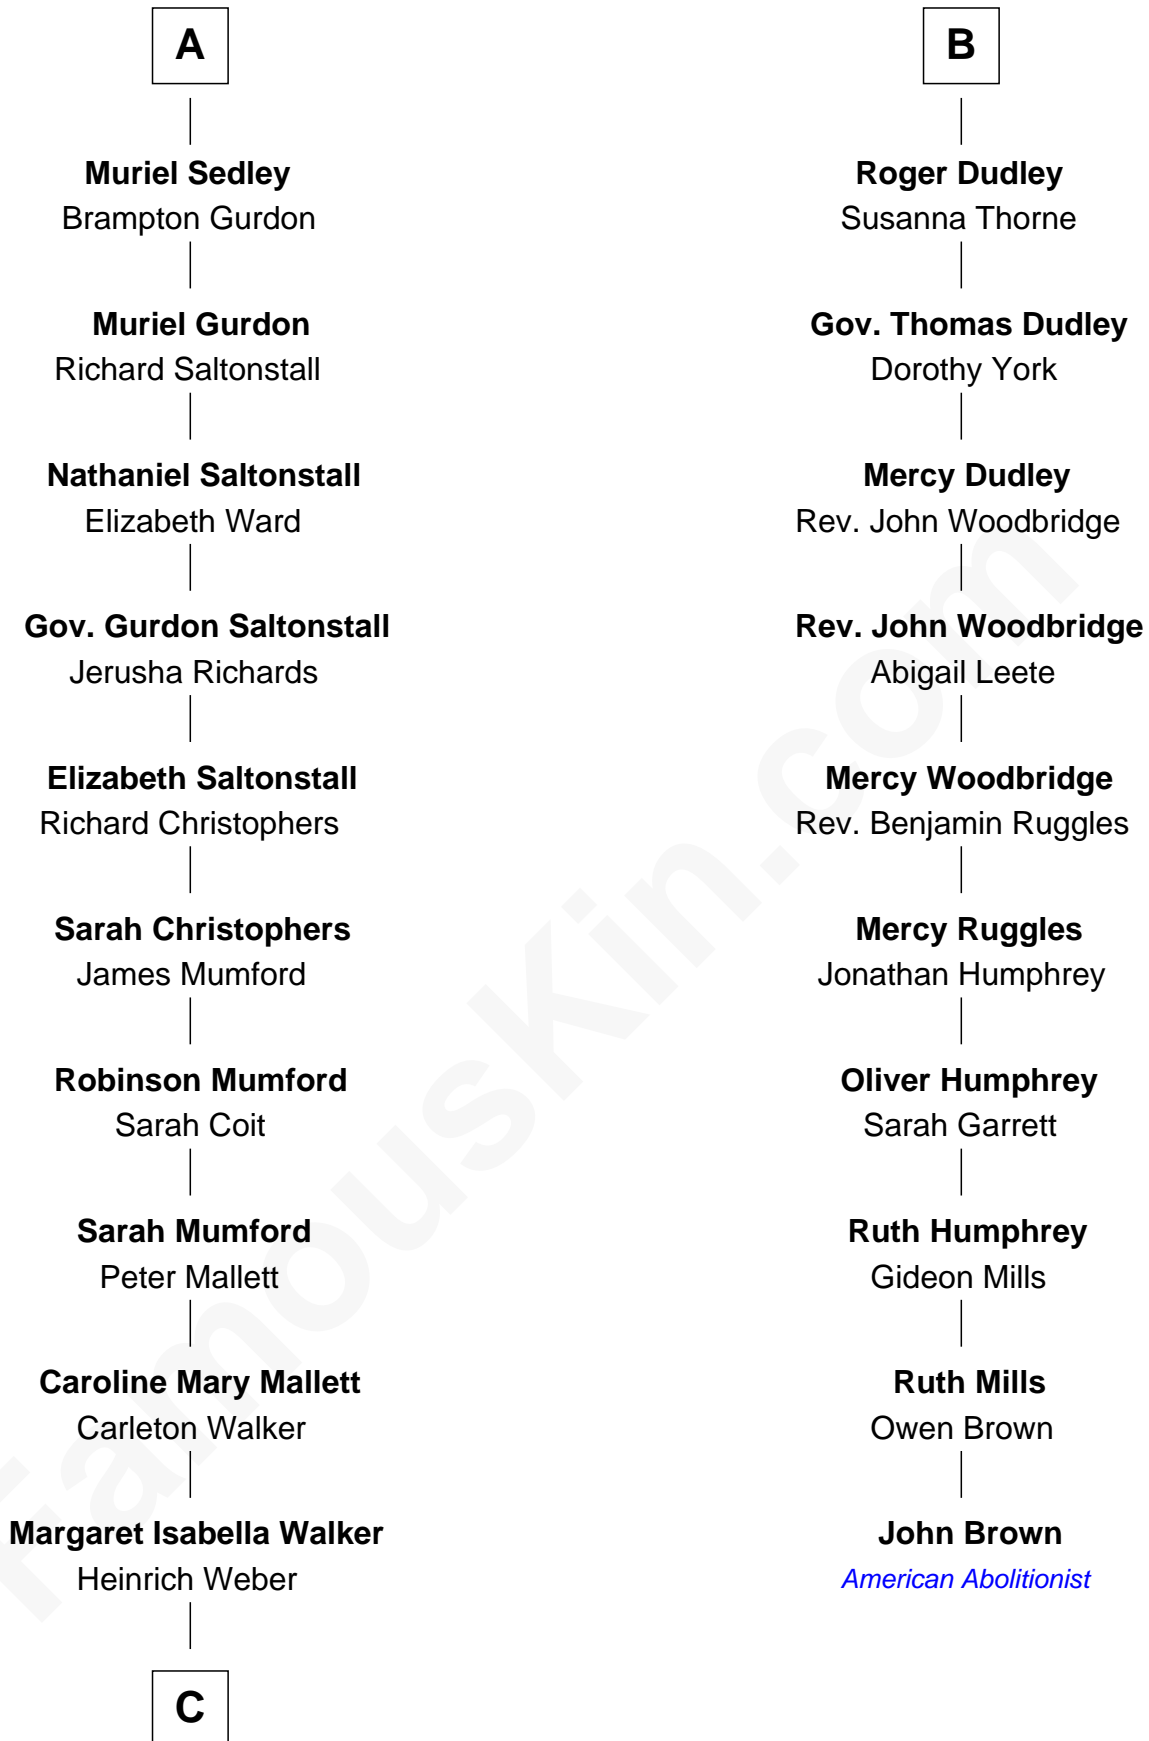 A
Muriel Sedley
Brampton Gurdon
Muriel Gurdon
Richard Saltonstall
Nathaniel Saltonstall
Elizabeth Ward
Gov. Gurdon Saltonstall
Jerusha Richards
Elizabeth Saltonstall
Richard Christophers
Sarah Christophers
James Mumford
Robinson Mumford
Sarah Coit
Sarah Mumford
Peter Mallett
Caroline Mary Mallett
Carleton Walker
Margaret Isabella Walker
Heinrich Weber
C
B
Roger Dudley
Susanna Thorne
Gov. Thomas Dudley
Dorothy York
Mercy Dudley
Rev. John Woodbridge
Rev. John Woodbridge
Abigail Leete
Mercy Woodbridge
Rev. Benjamin Ruggles
Mercy Ruggles
Jonathan Humphrey
Oliver Humphrey
Sarah Garrett
Ruth Humphrey
Gideon Mills
Ruth Mills
Owen Brown
John Brown
American Abolitionist
FamousKin.com